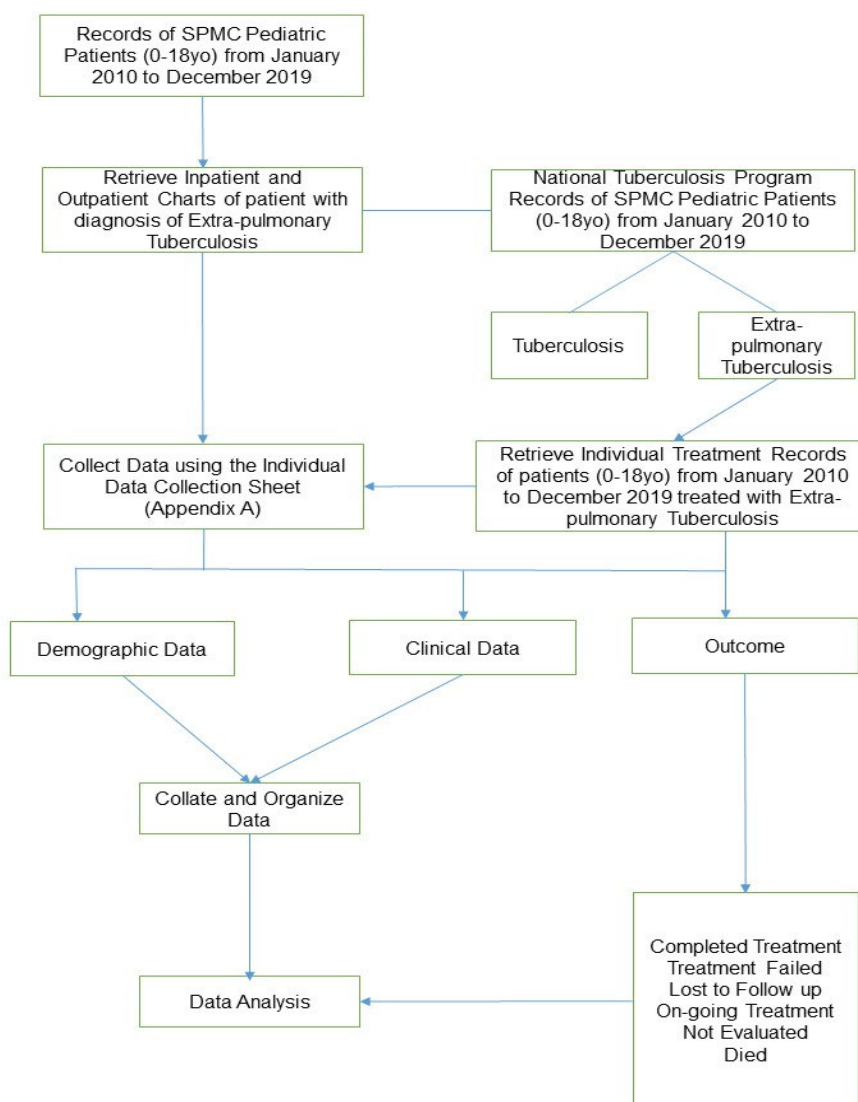 Records of SPMC Pediatric
Patients (0-18yo) from January
2010 to December 2019
Retrieve Inpatient and
Outpatient Charts of patient with
diagnosis of Extra-pulmonary
Tuberculosis
National Tuberculosis Program
Records of SPMC Pediatric Patients
(0-18yo) from January 2010 to
December 2019
Tuberculosis
Extra-
pulmonary
Tuberculosis
Collect Data using the Individual
Data Collection Sheet
(Appendix A)
Retrieve Individual Treatment Records
of patients (0-18yo) from January 2010
to December 2019 treated with Extra-
pulmonary Tuberculosis
Demographic Data
Clinical Data
Outcome
Collate and Organize
Data
Data Analysis
Completed Treatment
Treatment Failed
Lost to Follow up
On-going Treatment
Not Evaluated
Died